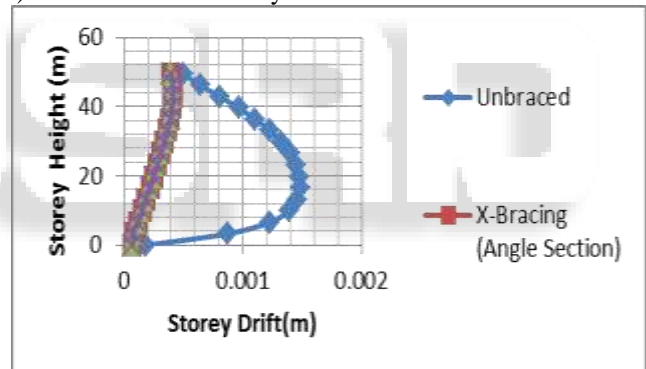 60
40
20
0
0
0.001
0.002
Storey Height (m)
Storey Drift(m)
Unbraced
X-Bracing
(Angle Section)